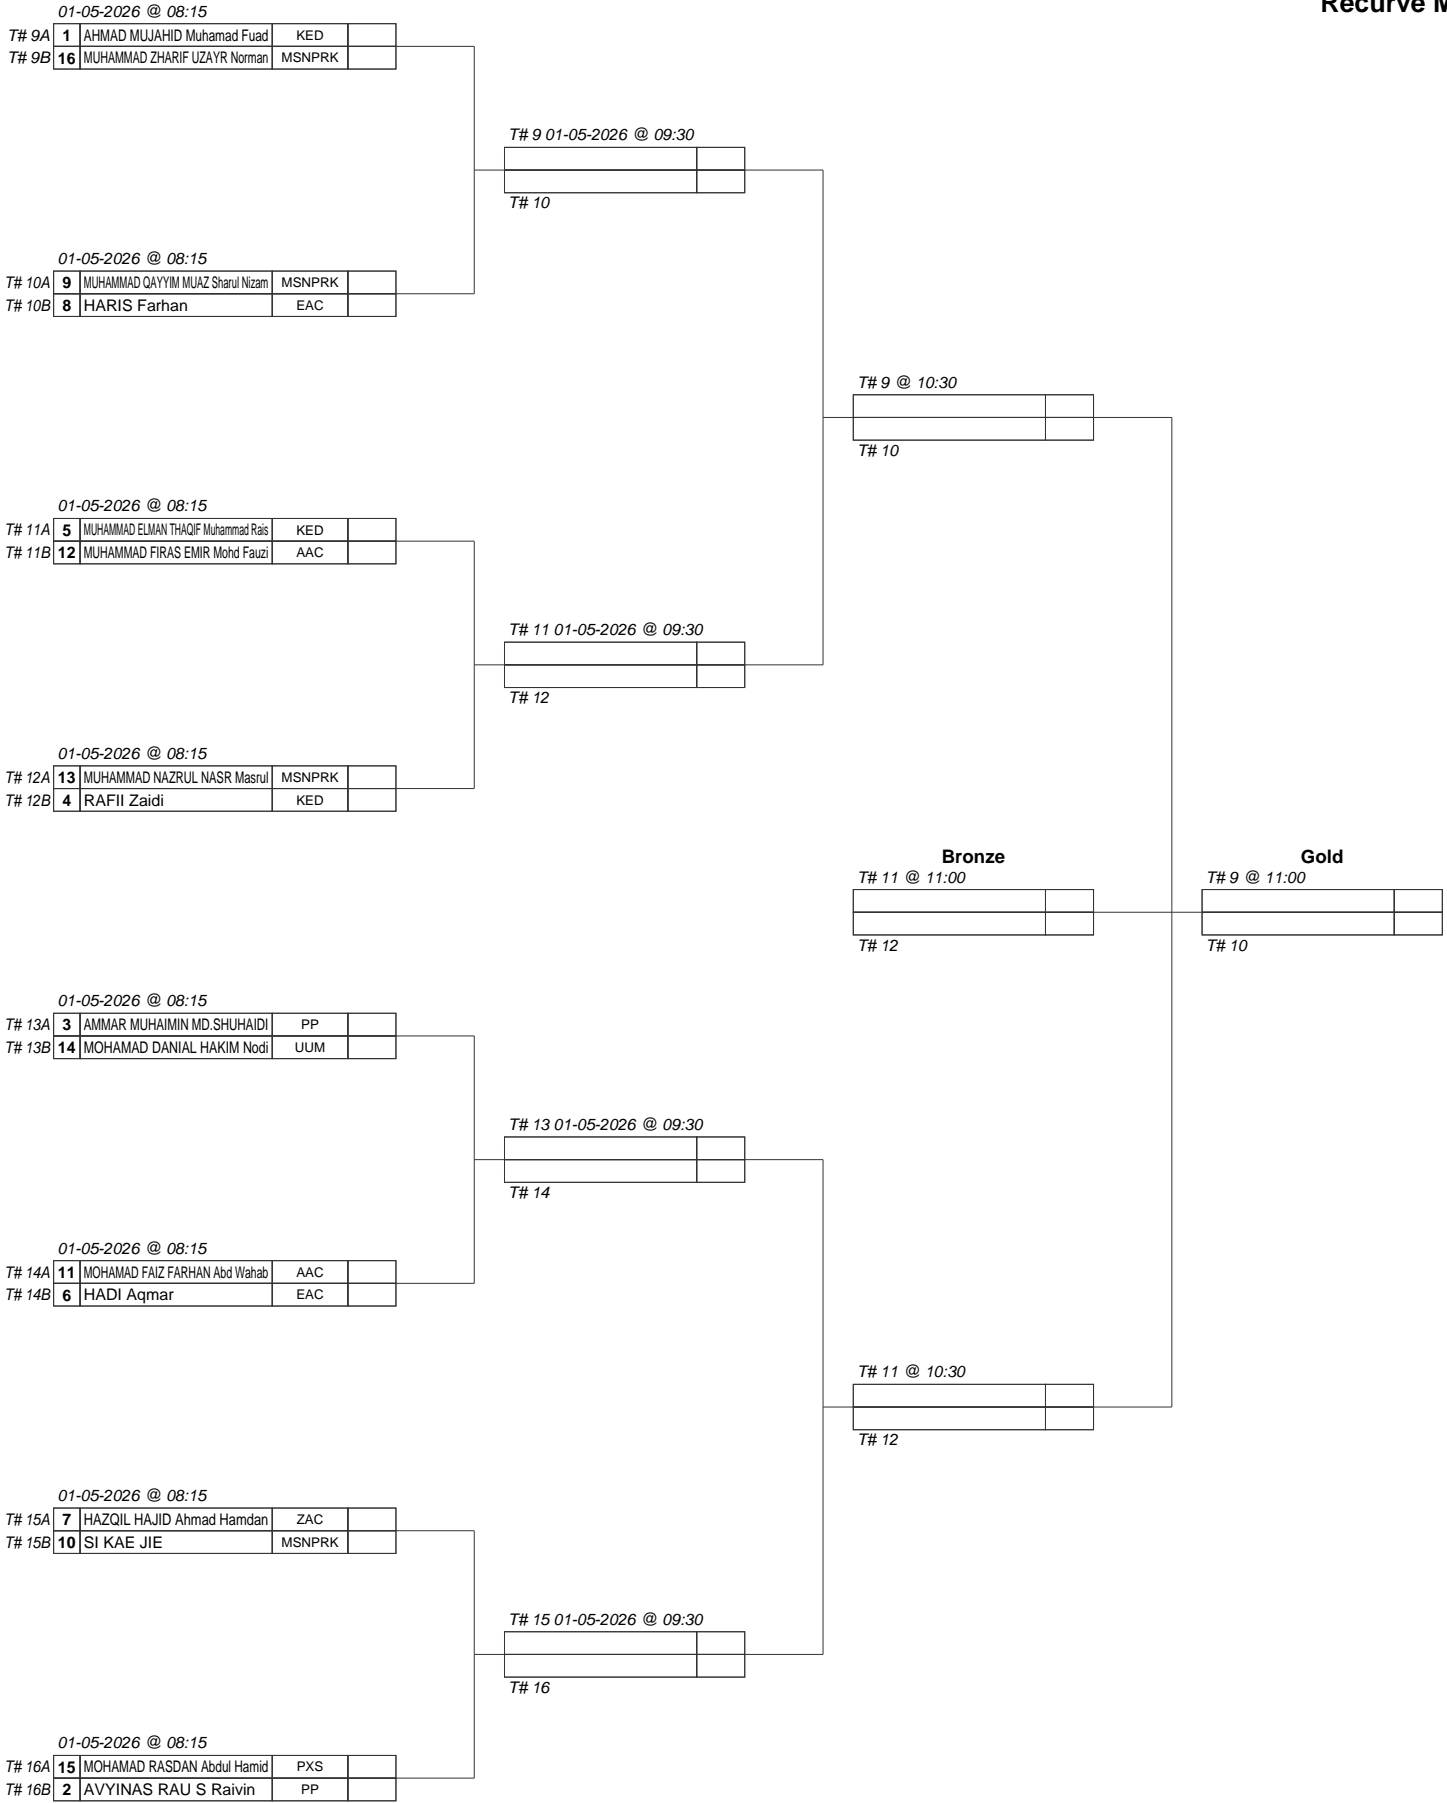 Recurve M
01-05-2026 @ 08:15
T# 9A 1 AHMAD MUJAHID Muhamad Fuad KED
T# 9B 16 MUHAMMAD ZHARIF UZAYR Norman MSNPRK
T# 9 01-05-2026 @ 09:30
T# 10
01-05-2026 @ 08:15
T# 10A 9 MUHAMMAD QAYYIM MUAZ Sharul Nizam MSNPRK
T# 10B 8 HARIS Farhan EAC
T# 9 @ 10:30
T# 10
01-05-2026 @ 08:15
T# 11A 5 MUHAMMAD ELMAN THAQIF Muhammad Rais KED
T# 11B 12 MUHAMMAD FIRAS EMIR Mohd Fauzi AAC
T# 11 01-05-2026 @ 09:30
T# 12
01-05-2026 @ 08:15
T# 12A 13 MUHAMMAD NAZRUL NASR Masrul MSNPRK
T# 12B 4 RAFII Zaidi KED
Bronze Gold
T# 11 @ 11:00 T# 9 @ 11:00
T# 12 T# 10
01-05-2026 @ 08:15
T# 13A 3 AMMAR MUHAIMIN MD.SHUHAIDI PP
T# 13B 14 MOHAMAD DANIAL HAKIM Nodi UUM
T# 13 01-05-2026 @ 09:30
T# 14
01-05-2026 @ 08:15
T# 14A 11 MOHAMAD FAIZ FARHAN Abd Wahab AAC
T# 14B 6 HADI Aqmar EAC
T# 11 @ 10:30
T# 12
01-05-2026 @ 08:15
T# 15A 7 HAZQIL HAJID Ahmad Hamdan ZAC
T# 15B 10 SI KAE JIE MSNPRK
T# 15 01-05-2026 @ 09:30
T# 16
01-05-2026 @ 08:15
T# 16A 15 MOHAMAD RASDAN Abdul Hamid PXS
T# 16B 2 AVYINAS RAU S Raivin PP